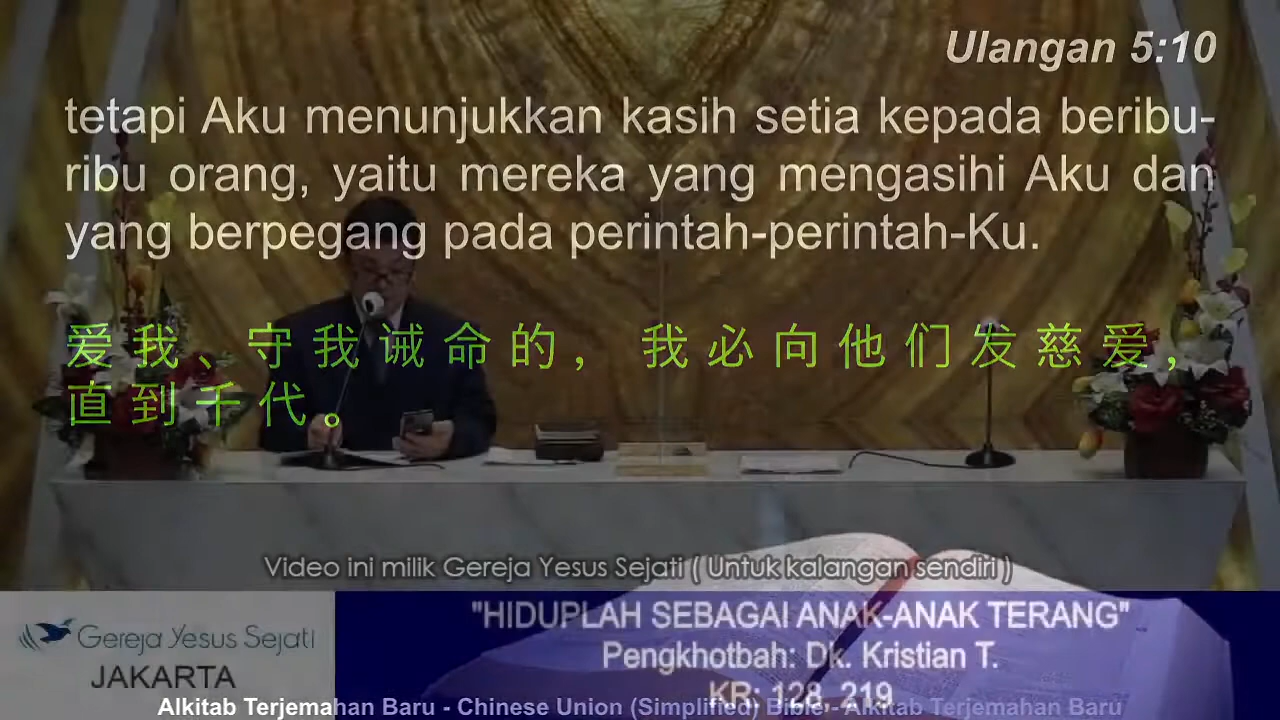 Ulangan 5:10
tetapi Aku menunjukkan kasih setia kepada beribu-
ribu orang, yaitu mereka yang mengasihi Aku dan
yang berpegang pada perintah-perintah-Ku.
爱我、守我诫命的，我必向他们发慈爱，
直到千代。
Video ini milik Gereja Yesus Sejati ( Untuk kalangan sendiri )
"HIDUPLAH SEBAGAI ANAK-ANAK TERANG"
Pengkhotbah: Dk. Kristian T.
KR: 128, 219
Gereja Yesus Sejati
JAKARTA
Alkitab Terjemahan Baru - Chinese Union (Simplified) Bible - Alkitab Terjemahan Baru